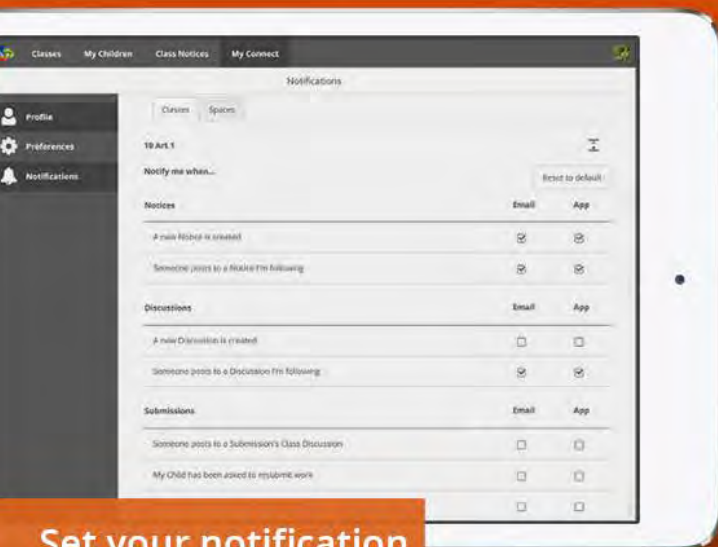 Classes My Children Class Notices My Connect
Notifications
Profile
Preferences
Notifications
Classes Spaces
10 Art 1
Notify me when...
Reset to default
Notices Email App
A new Notice is created
Someone posts to a Notice I'm following
Discussions Email App
A new Discussion is created
Someone posts to a Discussion I'm following
Submissions Email App
Someone posts to a Submission's Class Discussion
My Child has been asked to resubmit work
Set your notification